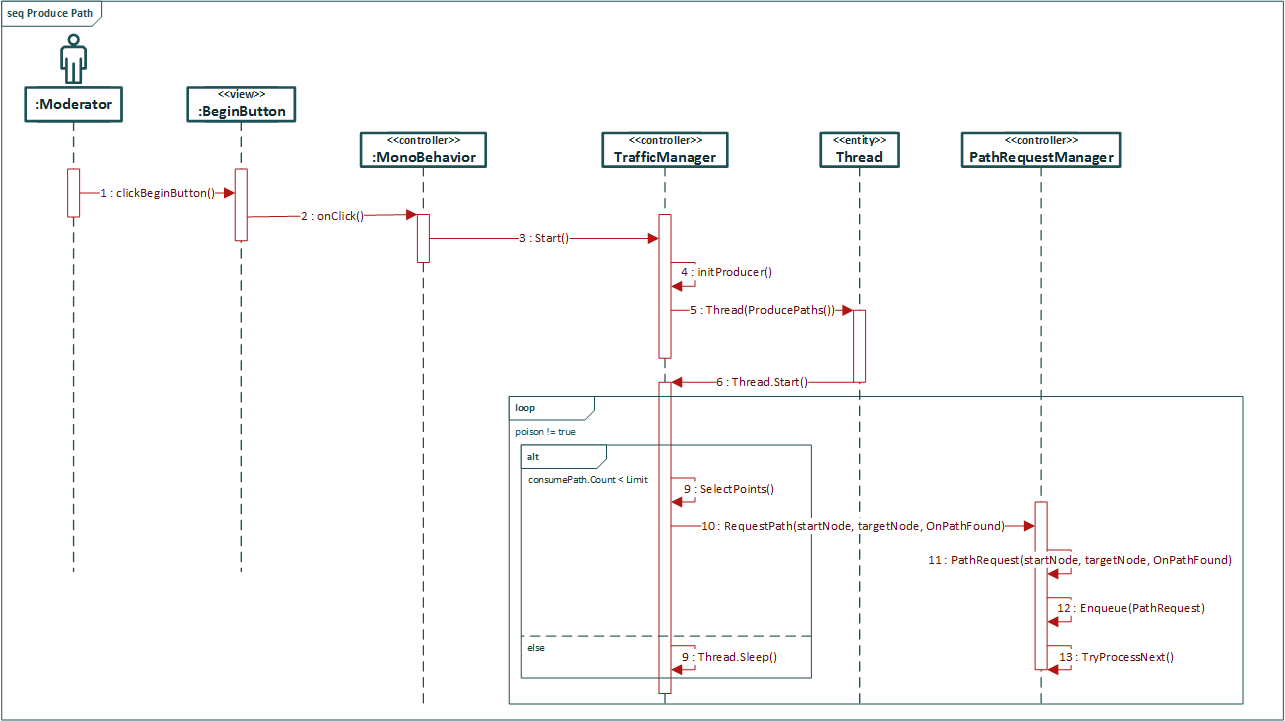 seq Produce Path
:Moderator
<<view>>
:BeginButton
<<controller>>
:MonoBehavior
<<controller>>
TrafficManager
<<entity>>
Thread
<<controller>>
PathRequestManager
1 : clickBeginButton()
2 : onClick()
3 : Start()
4 : initProducer()
5 : Thread(ProducePaths())
6 : Thread.Start()
loop
poison != true
alt
consumePath.Count < Limit
9 : SelectPoints()
10 : RequestPath(startNode, targetNode, OnPathFound)
11 : PathRequest(startNode, targetNode, OnPathFound)
12 : Enqueue(PathRequest)
else
9 : Thread.Sleep()
13 : TryProcessNext()